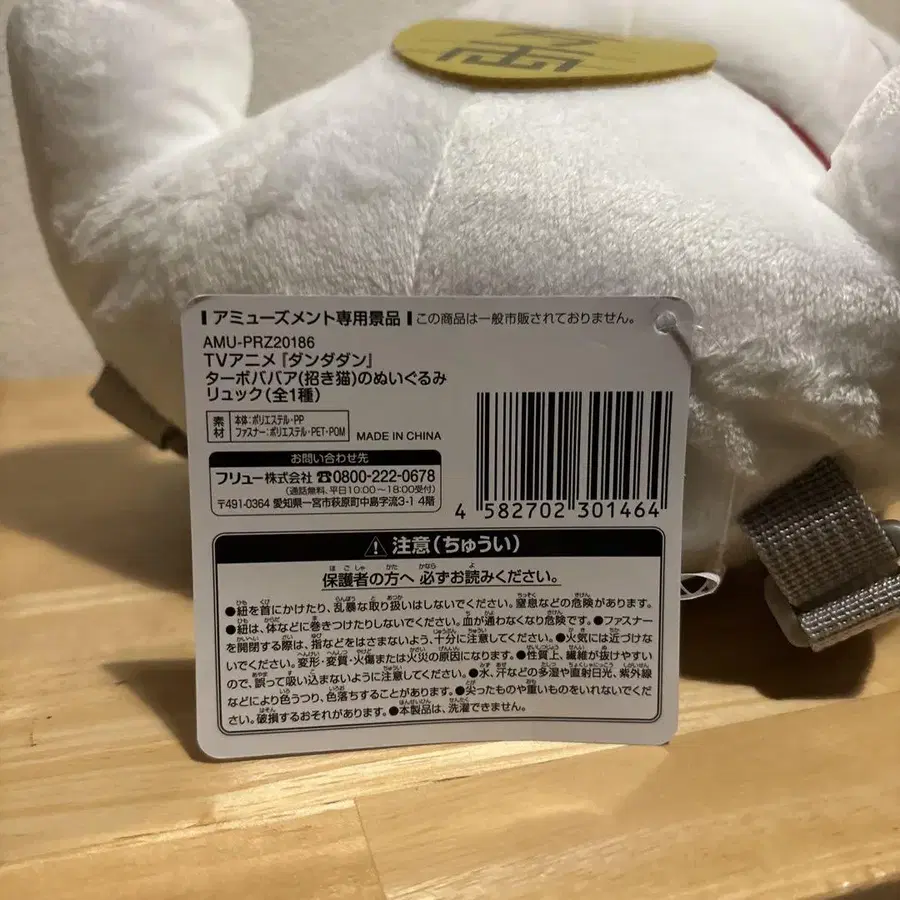 アミューズメント専用景品 この商品は一般市販されておりません。
AMU-PRZ20186
TVアニメ『ダンダダン』
ターボババア(招き猫)のぬいぐるみ
リュック(全1種)
素材 本体:ポリエステル・PP
ファスナー:ポリエステル・PET・POM
MADE IN CHINA
お問い合わせ先
フリュー株式会社 ☎0800-222-0678
(通話無料、平日10:00〜18:00受付)
〒491-0364 愛知県一宮市萩原町中島字流3-1 4階
4 582702 301464
⚠注意(ちゅうい)
保護者の方へ 必ずお読みください。
●紐を首にかけたり、乱暴な取り扱いはしないでください。窒息などの危険があります。
●紐は、体などに巻きつけたりしないでください。血が通わなくなり危険です。●ファスナー
を開閉する際は、指などをはさまないよう、十分に注意してください。●火気には近づけな
いでください。変形・変質・火傷または火災の原因になります。●性質上、繊維が抜けやすい
ので、誤って吸い込まないように注意してください。●水、汗などの多湿や直射日光、紫外線
などにより色うつり、色落ちすることがあります。●尖ったものや重いものをいれないでくだ
さい。破損するおそれがあります。●本製品は、洗濯できません。